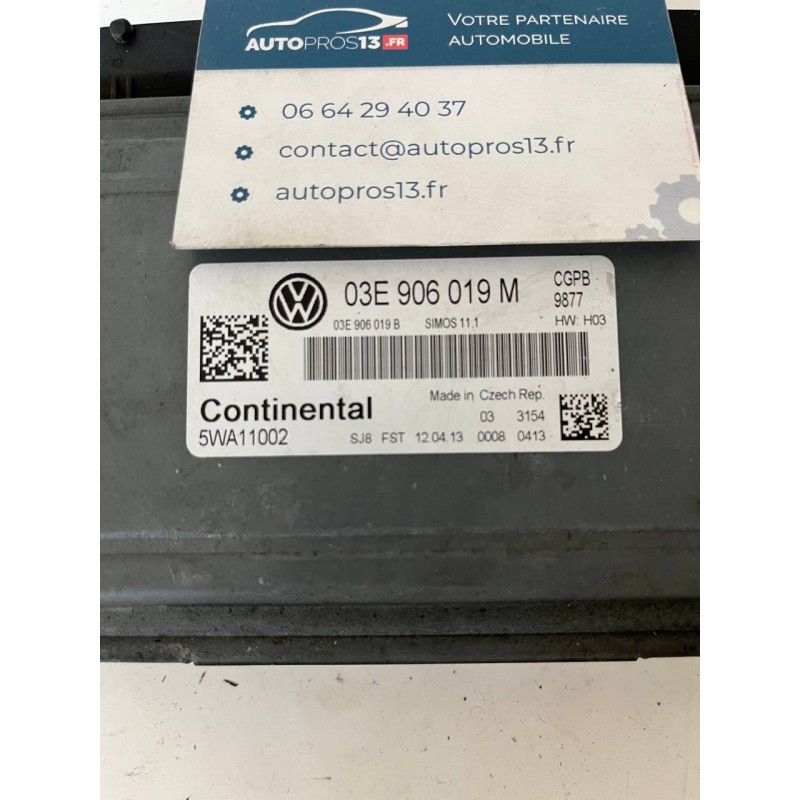 AUTOPROS13.FR
VOTRE PARTENAIRE
AUTOMOBILE
06 64 29 40 37
contact@autopros13.fr
autopros13.fr
VW
03E 906 019 M
CGPB
9877
03E 906 019 B SIMOS 11.1 HW: H03
Made in Czech Rep.
Continental
03 3154
5WA11002
SJ8 FST 12.04.13 0008 0413